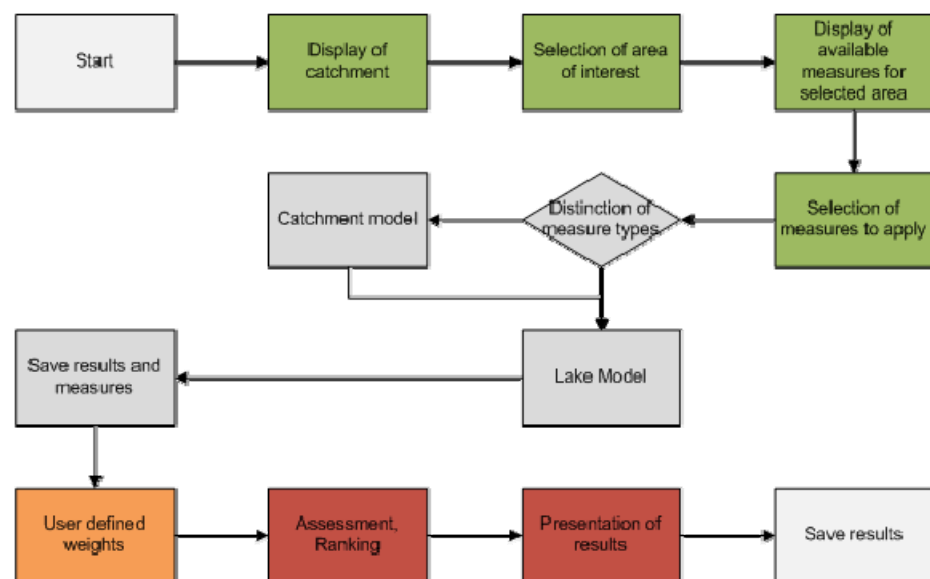 Start
Display of
catchment
Selection of area
of interest
Display of
available
measures for
selected area
Catchment model
Distinction of
measure types
Selection of
measures to apply
Save results and
measures
Lake Model
User defined
weights
Assessment,
Ranking
Presentation of
results
Save results